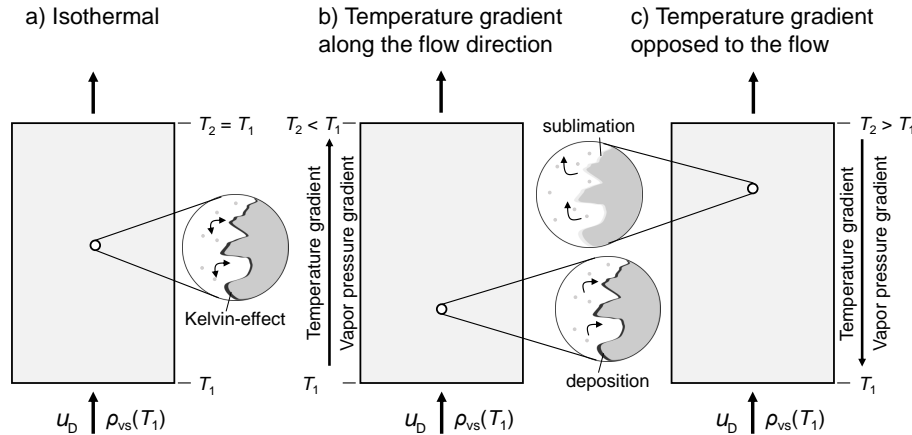 a) Isothermal
b) Temperature gradient
along the flow direction
c) Temperature gradient
opposed to the flow
T2 = T1
Kelvin-effect
T1
uD
ρvs(T1)
T2 < T1
Temperature gradient
Vapor pressure gradient
T1
uD
ρvs(T1)
sublimation
deposition
T2 > T1
Temperature gradient
Vapor pressure gradient
T1
uD
ρvs(T1)